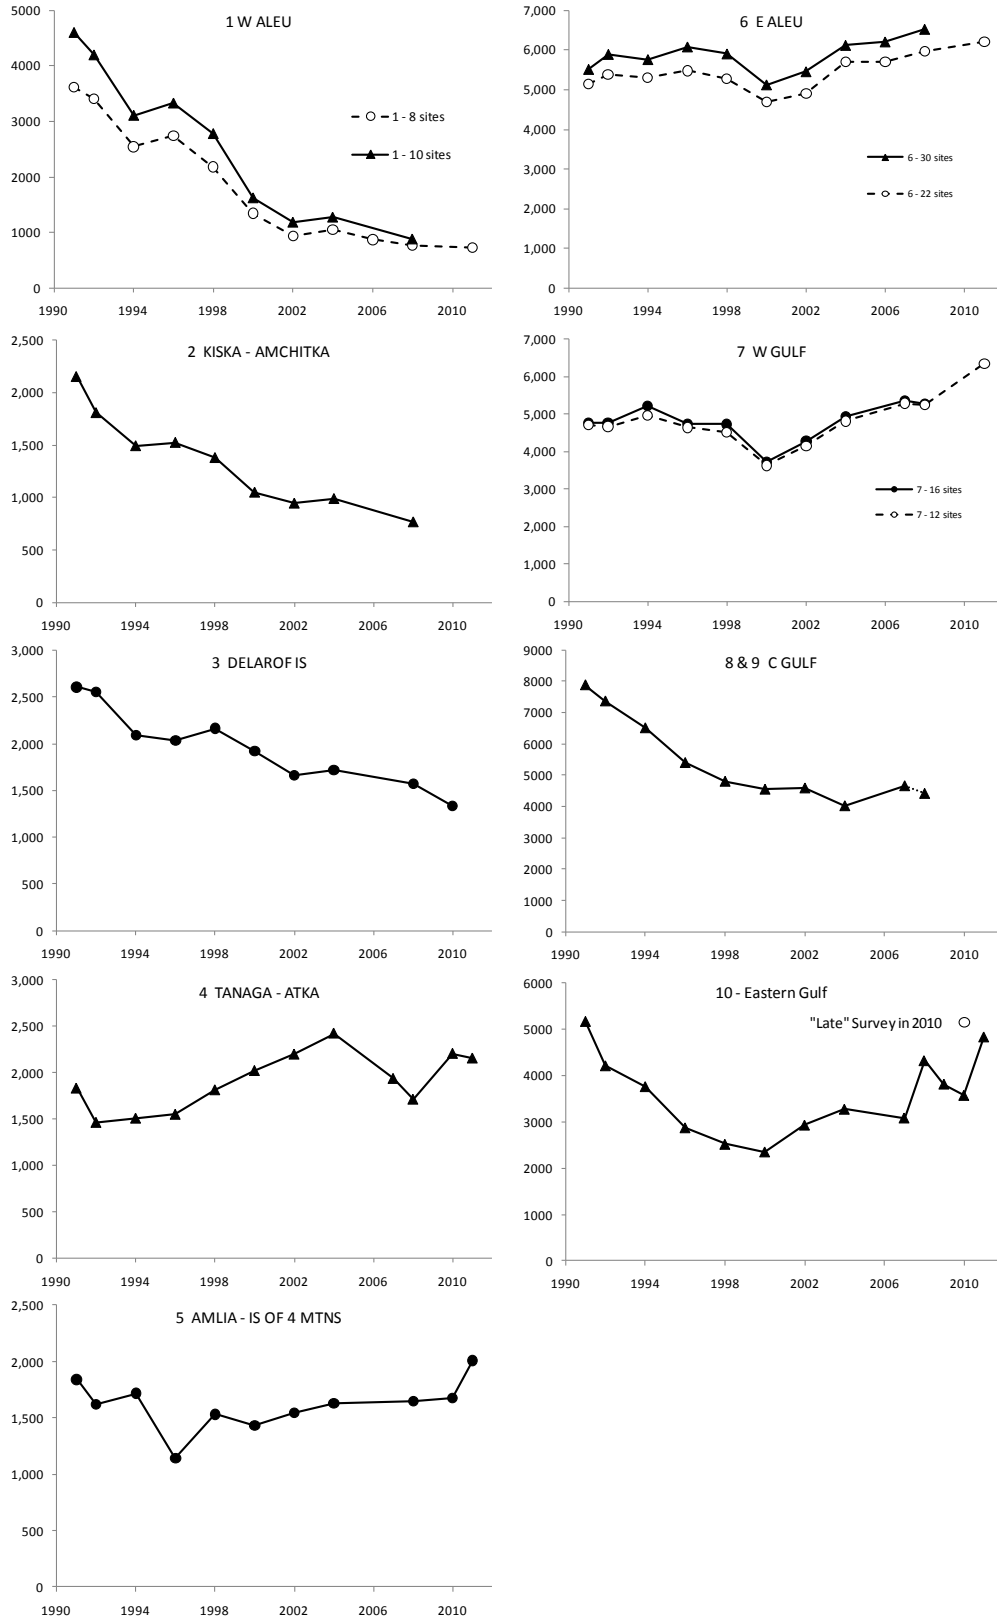 1 W ALEU
5000
4000
3000
2000
1000
0
1 - 8 sites
1 - 10 sites
1990 1994 1998 2002 2006 2010
6 E ALEU
7,000
6,000
5,000
4,000
3,000
2,000
1,000
0
6 - 30 sites
6 - 22 sites
1990 1994 1998 2002 2006 2010
2 KISKA - AMCHITKA
2,500
2,000
1,500
1,000
500
0
1990 1994 1998 2002 2006 2010
7 W GULF
7,000
6,000
5,000
4,000
3,000
2,000
1,000
0
7 - 16 sites
7 - 12 sites
1990 1994 1998 2002 2006 2010
3 DELAROF IS
3,000
2,500
2,000
1,500
1,000
500
0
1990 1994 1998 2002 2006 2010
8 & 9 C GULF
9000
8000
7000
6000
5000
4000
3000
2000
1000
0
1990 1994 1998 2002 2006 2010
4 TANAGA - ATKA
3,000
2,500
2,000
1,500
1,000
500
0
1990 1994 1998 2002 2006 2010
10 - Eastern Gulf
"Late" Survey in 2010
6000
5000
4000
3000
2000
1000
0
1990 1994 1998 2002 2006 2010
5 AMLIA - IS OF 4 MTNS
2,500
2,000
1,500
1,000
500
0
1990 1994 1998 2002 2006 2010